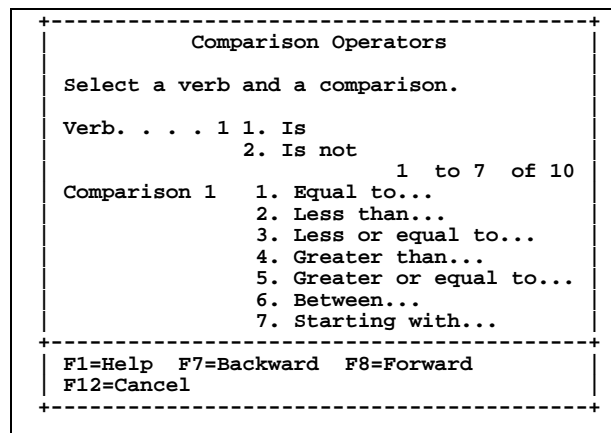 Comparison Operators
Select a verb and a comparison.
Verb. . . . 1 1. Is
2. Is not
1 to 7 of 10
Comparison 1 1. Equal to...
2. Less than...
3. Less or equal to...
4. Greater than...
5. Greater or equal to...
6. Between...
7. Starting with...
F1=Help F7=Backward F8=Forward
F12=Cancel